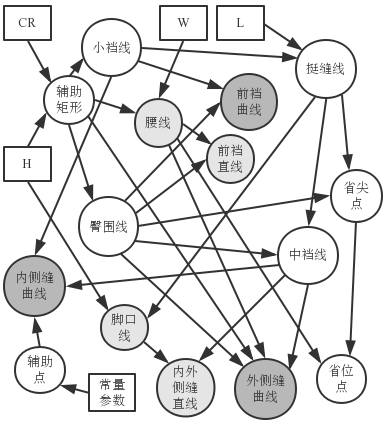 CR
W
L
小裆线
挺缝线
辅助
矩形
前裆
曲线
腰线
前裆
直线
H
省尖
点
臀围线
中裆线
内侧缝
曲线
脚口
线
辅助
点
常量
参数
内外
侧缝
直线
外侧缝
曲线
省位
点